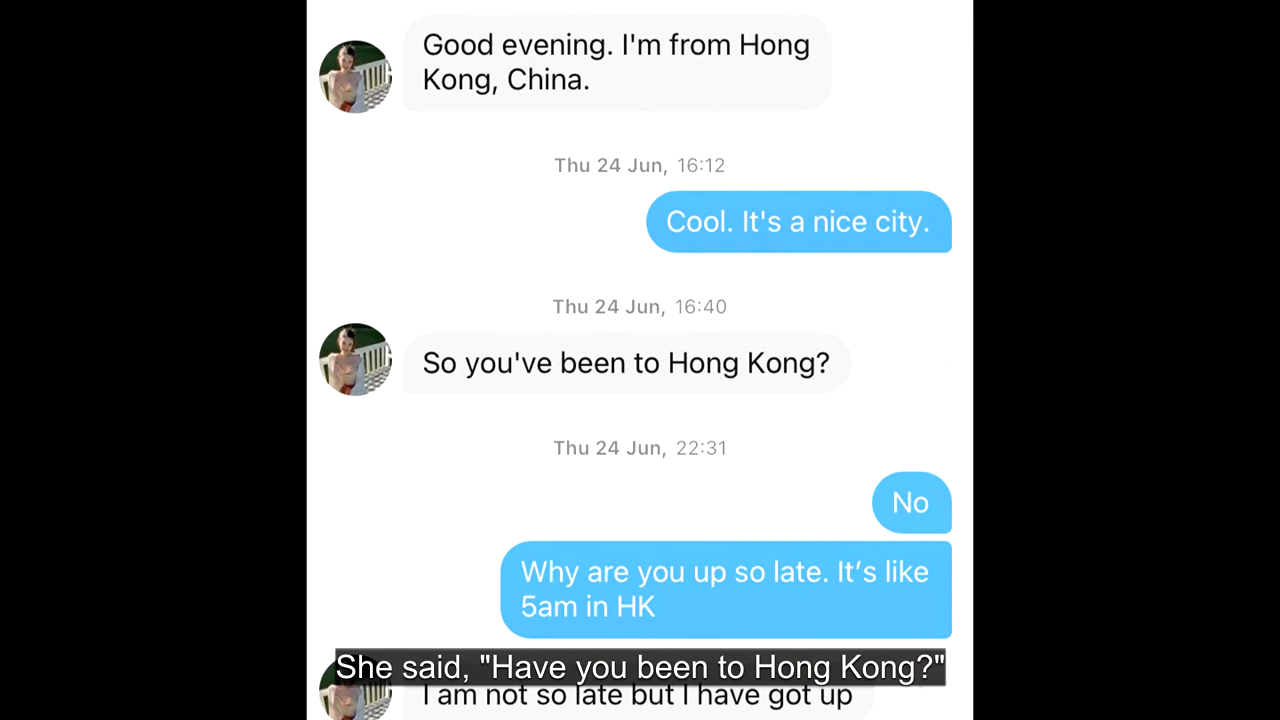 Good evening. I'm from Hong
Kong, China.
Thu 24 Jun, 16:12
Cool. It's a nice city.
Thu 24 Jun, 16:40
So you've been to Hong Kong?
Thu 24 Jun, 22:31
No
Why are you up so late. It’s like
5am in HK
She said, "Have you been to Hong Kong?"
I am not so late but I have got up